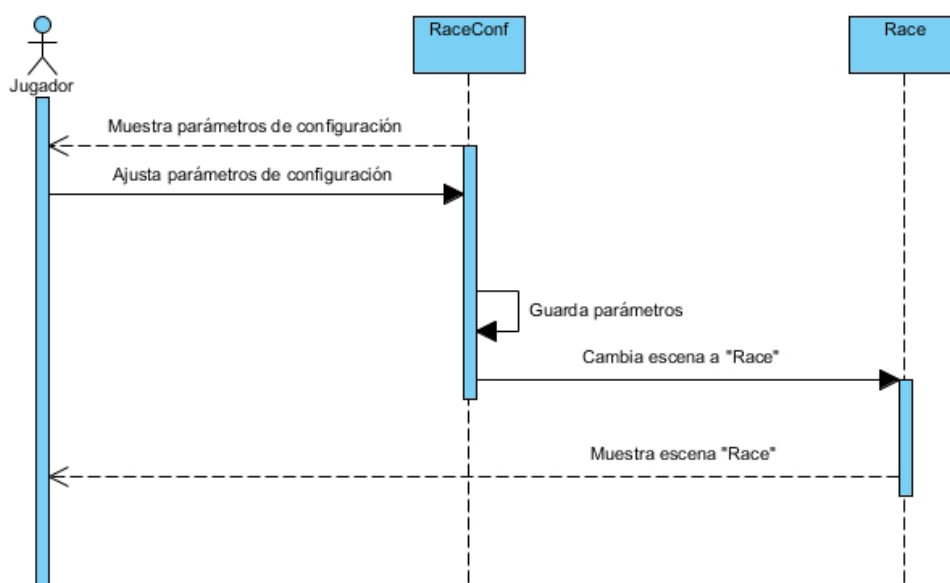 RaceConf
Race
Jugador
Muestra parámetros de configuración
Ajusta parámetros de configuración
Guarda parámetros
Cambia escena a "Race"
Muestra escena "Race"